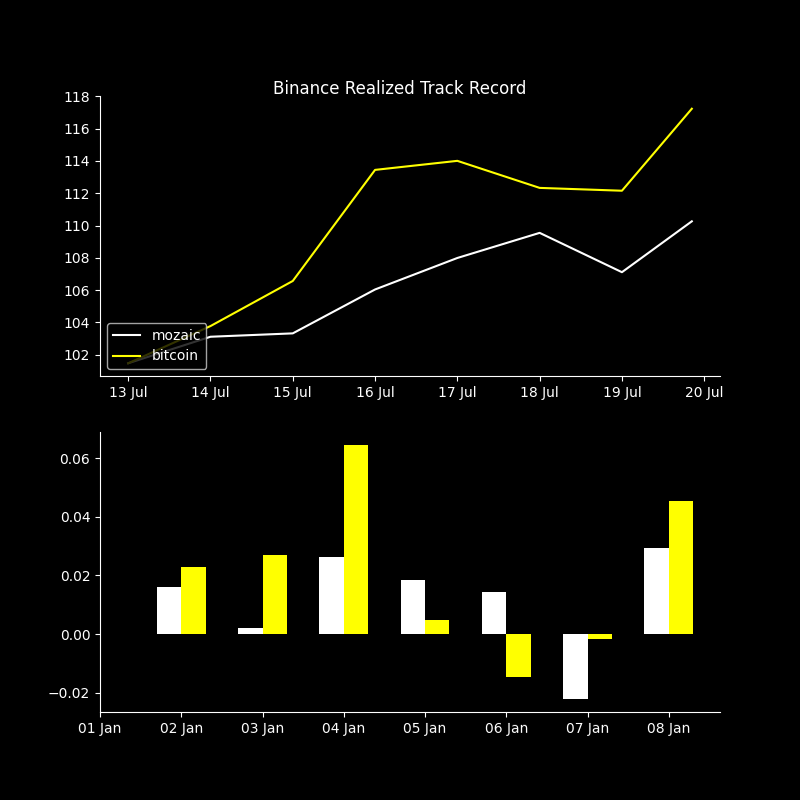 Binance Realized Track Record
118
116
114
112
110
108
106
104
102
mozaic
bitcoin
13 Jul 14 Jul 15 Jul 16 Jul 17 Jul 18 Jul 19 Jul 20 Jul
0.06
0.04
0.02
0.00
−0.02
01 Jan 02 Jan 03 Jan 04 Jan 05 Jan 06 Jan 07 Jan 08 Jan